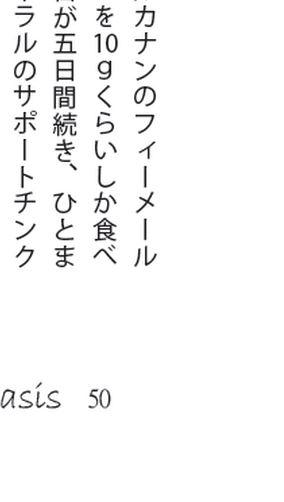 カナンのフィーメール
を10gくらいしか食べ
が五日間続き、ひとま
ラルのサポートチンク
asis 50